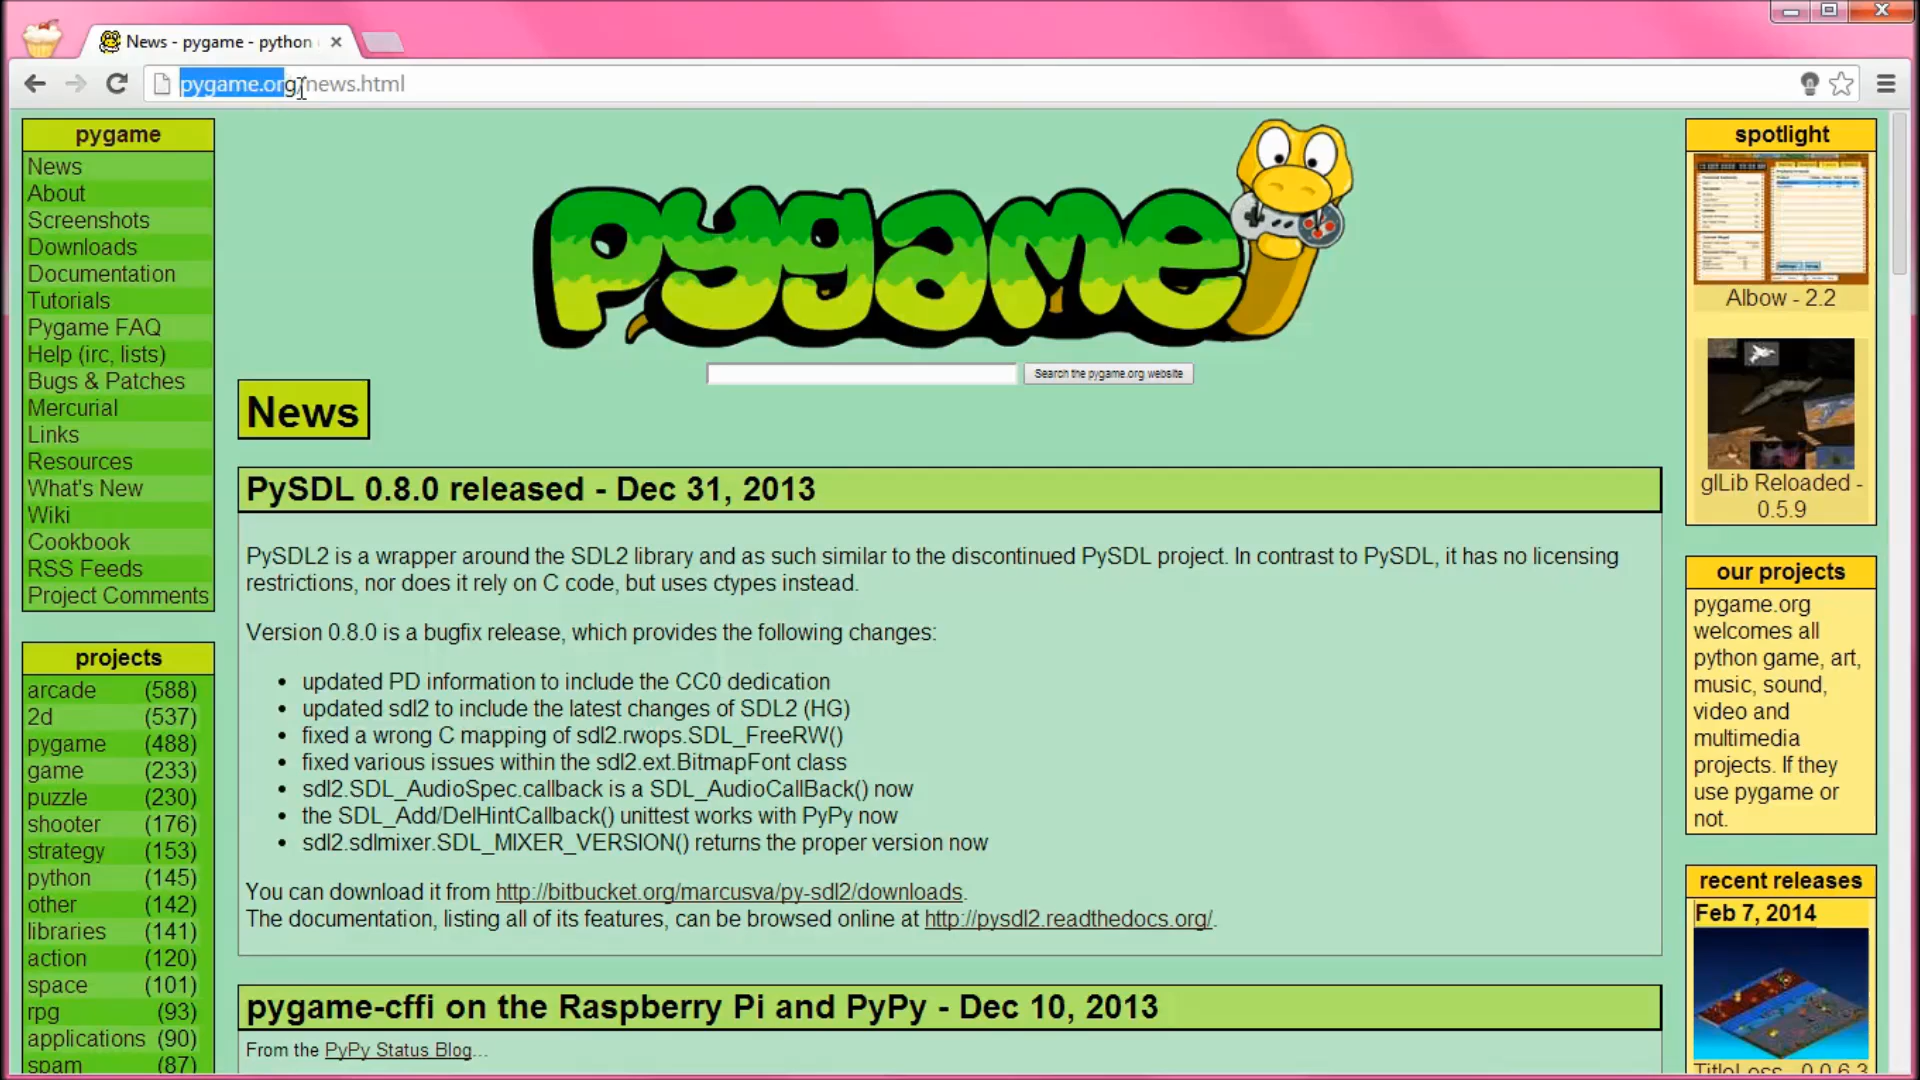 News - pygame - python
pygame.org/news.html
pygame
News
About
Screenshots
Downloads
Documentation
Tutorials
Pygame FAQ
Help (irc, lists)
Bugs & Patches
Mercurial
Links
Resources
What's New
Wiki
Cookbook
RSS Feeds
Project Comments
projects
arcade (588)
2d (537)
pygame (488)
game (233)
puzzle (230)
shooter (176)
strategy (153)
python (145)
other (142)
libraries (141)
action (120)
space (101)
rpg (93)
applications (90)
spam (87)
pygame
Search the pygame.org website
News
PySDL 0.8.0 released - Dec 31, 2013
PySDL2 is a wrapper around the SDL2 library and as such similar to the discontinued PySDL project. In contrast to PySDL, it has no licensing
restrictions, nor does it rely on C code, but uses ctypes instead.
Version 0.8.0 is a bugfix release, which provides the following changes:
• updated PD information to include the CC0 dedication
• updated sdl2 to include the latest changes of SDL2 (HG)
• fixed a wrong C mapping of sdl2.rwops.SDL_FreeRW()
• fixed various issues within the sdl2.ext.BitmapFont class
• sdl2.SDL_AudioSpec.callback is a SDL_AudioCallBack() now
• the SDL_Add/DelHintCallback() unittest works with PyPy now
• sdl2.sdlmixer.SDL_MIXER_VERSION() returns the proper version now
You can download it from http://bitbucket.org/marcusva/py-sdl2/downloads.
The documentation, listing all of its features, can be browsed online at http://pysdl2.readthedocs.org/.
pygame-cffi on the Raspberry Pi and PyPy - Dec 10, 2013
From the PyPy Status Blog...
spotlight
Albow - 2.2
glLib Reloaded -
0.5.9
our projects
pygame.org
welcomes all
python game, art,
music, sound,
video and
multimedia
projects. If they
use pygame or
not.
recent releases
Feb 7, 2014